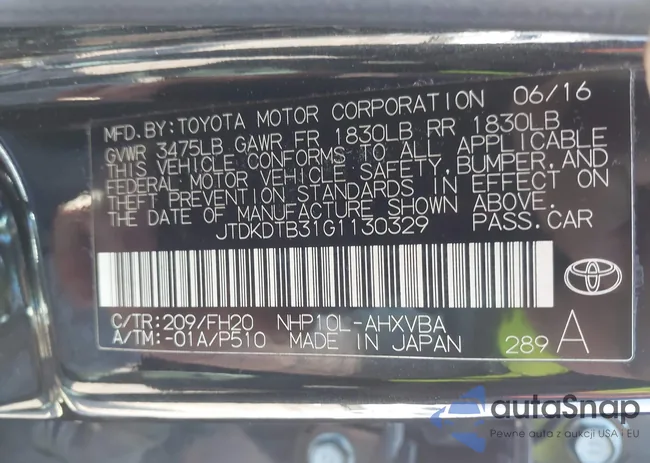 MFD.BY:TOYOTA MOTOR CORPORATION 06/16
GVWR 3475LB GAWR FR 1830LB RR 1830LB
THIS VEHICLE CONFORMS TO ALL APPLICABLE
FEDERAL MOTOR VEHICLE SAFETY,BUMPER,AND
THEFT PREVENTION STANDARDS IN EFFECT ON
THE DATE OF MANUFACTURE SHOWN ABOVE.
JTDKDTB31G1130329 PASS.CAR
C/TR:209/FH20 NHP10L-AHXVBA
A/TM:-01A/P510 MADE IN JAPAN 289 A
autoSnap
Pewne auta z aukcji USA i EU